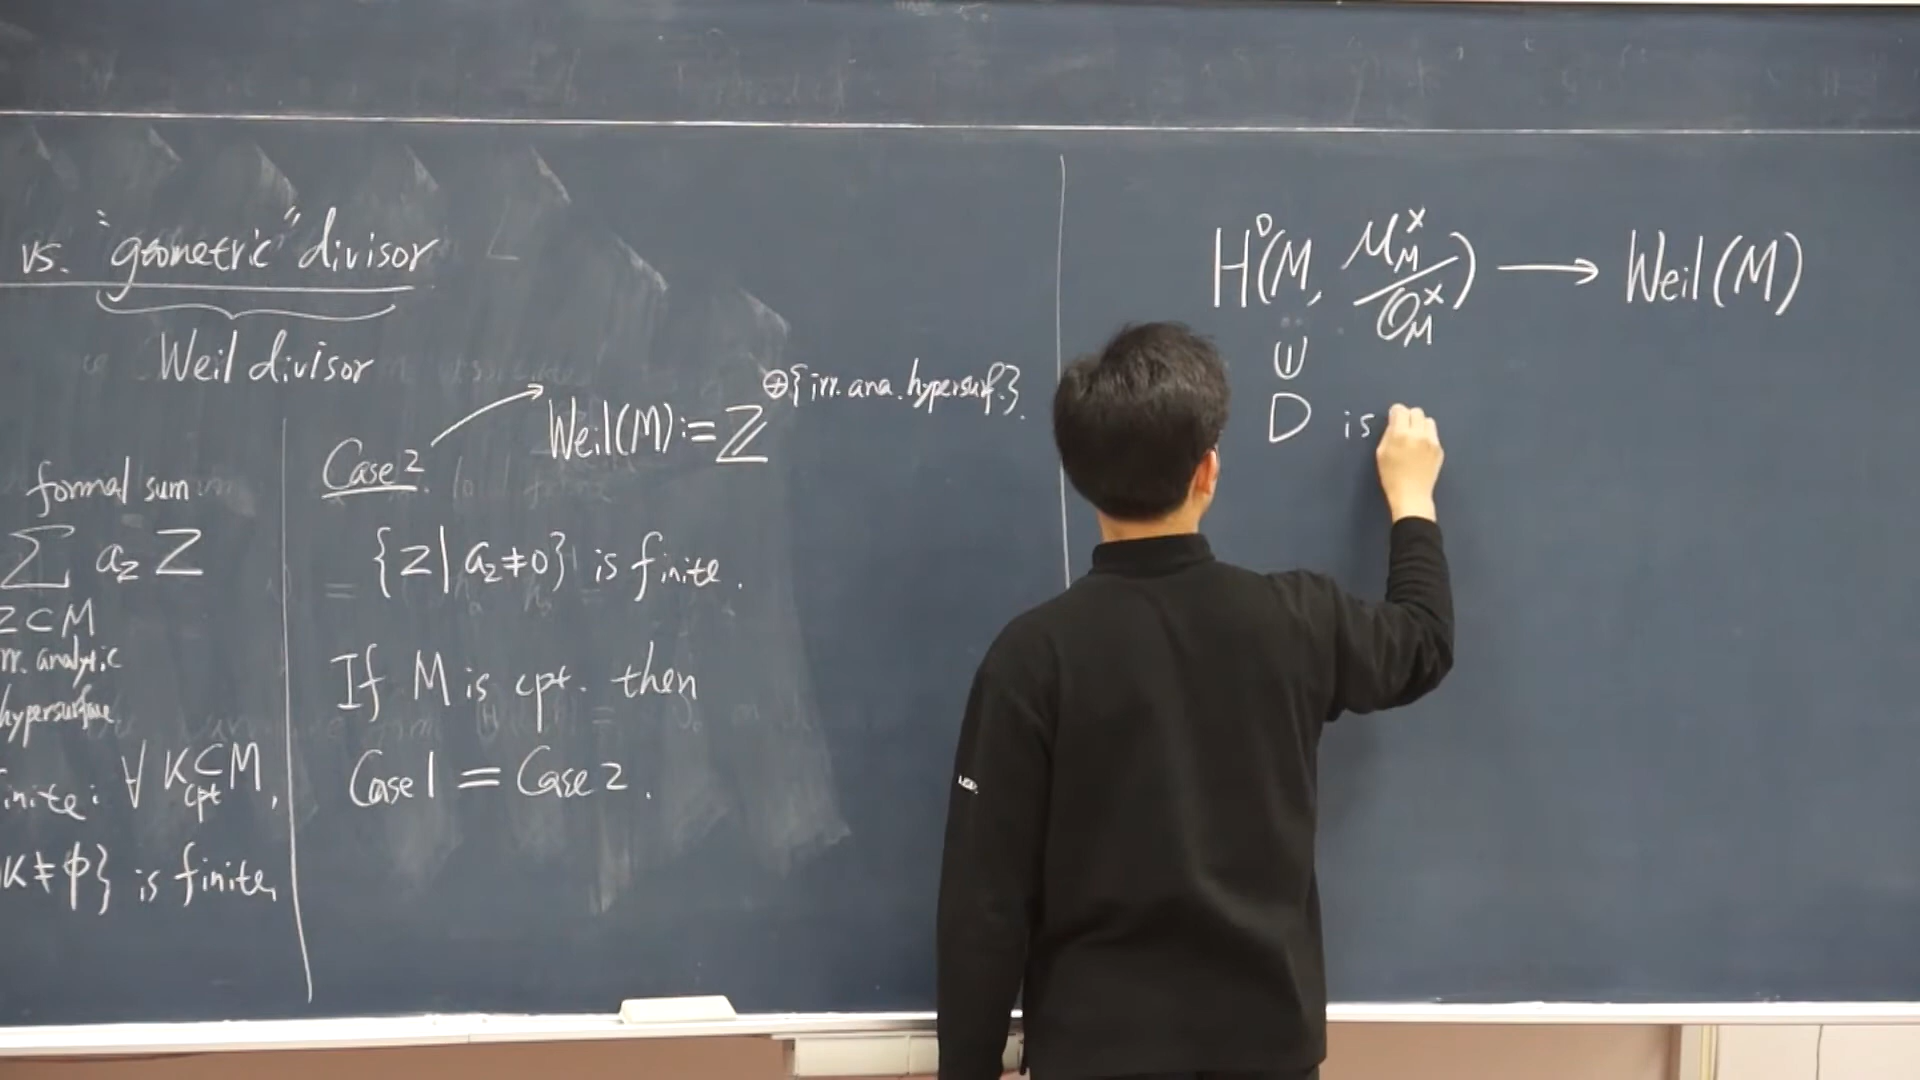 vs. "geometric" divisor
Weil divisor
formal sum
∑ a_Z Z
Z⊂M
irr. analytic
hypersurface
finite: ∀ K ⊂ M,
cpt
K≠φ} is finite,
Case 2.
Weil(M) := ℤ^{⊕{irr. ana. hypersurf.}}.
{Z | a_Z ≠ 0} is finite.
If M is cpt. then
Case 1 = Case 2.
H⁰(M, 𝓜_M^× / 𝒪_M^×) ⟶ Weil(M)
∪
D is